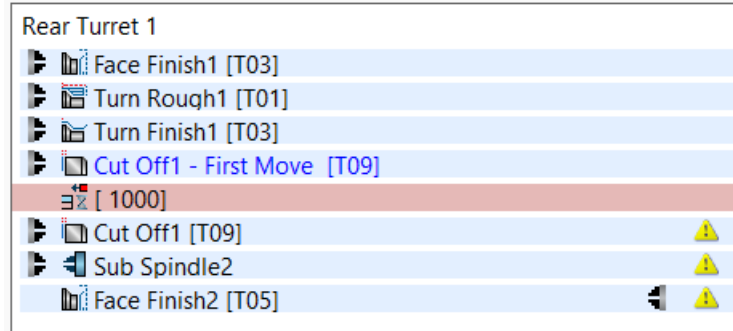 Rear Turret 1
Face Finish1 [T03]
Turn Rough1 [T01]
Turn Finish1 [T03]
Cut Off1 - First Move [T09]
[ 1000]
Cut Off1 [T09]
Sub Spindle2
Face Finish2 [T05]